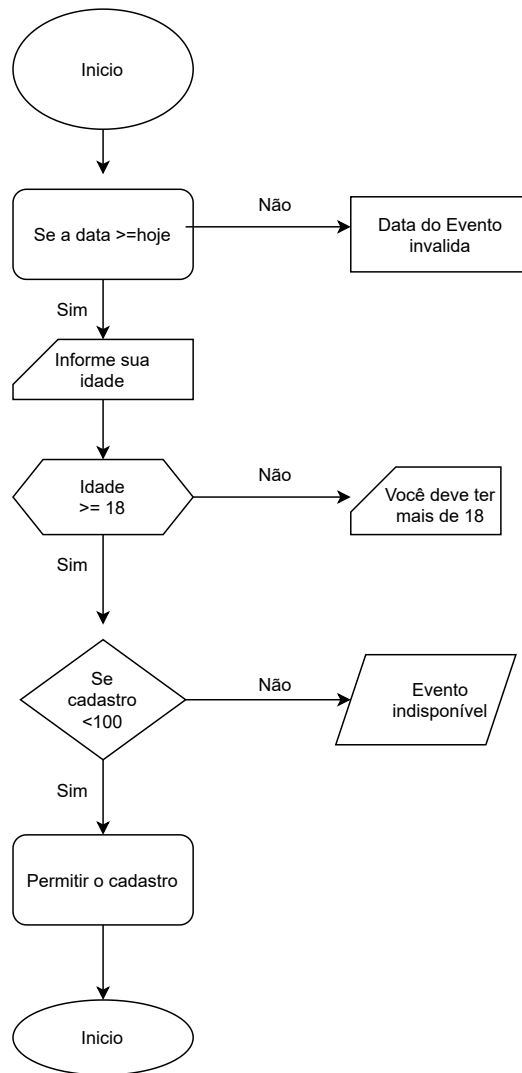 Inicio
Se a data >=hoje
Não
Data do Evento
invalida
Sim
Informe sua
idade
Idade
>= 18
Não
Você deve ter
mais de 18
Sim
Se
cadastro
<100
Não
Evento
indisponível
Sim
Permitir o cadastro
Inicio